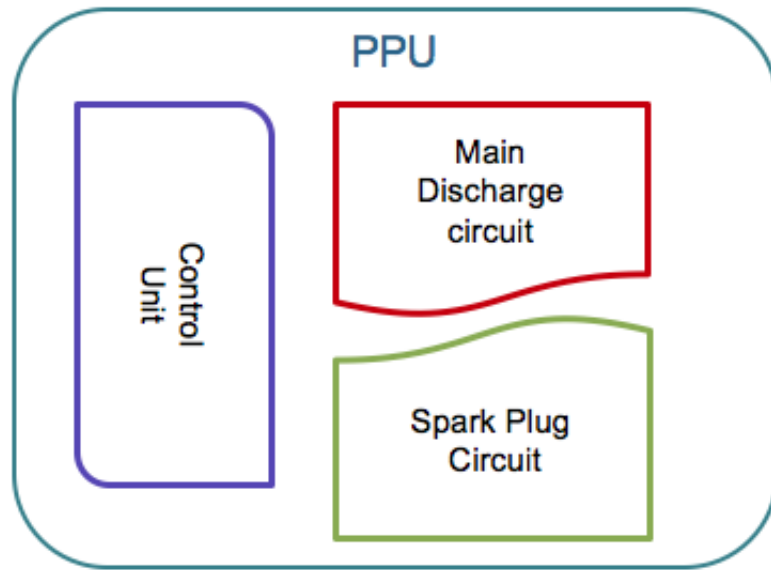 PPU
Control
Unit
Main
Discharge
circuit
Spark Plug
Circuit